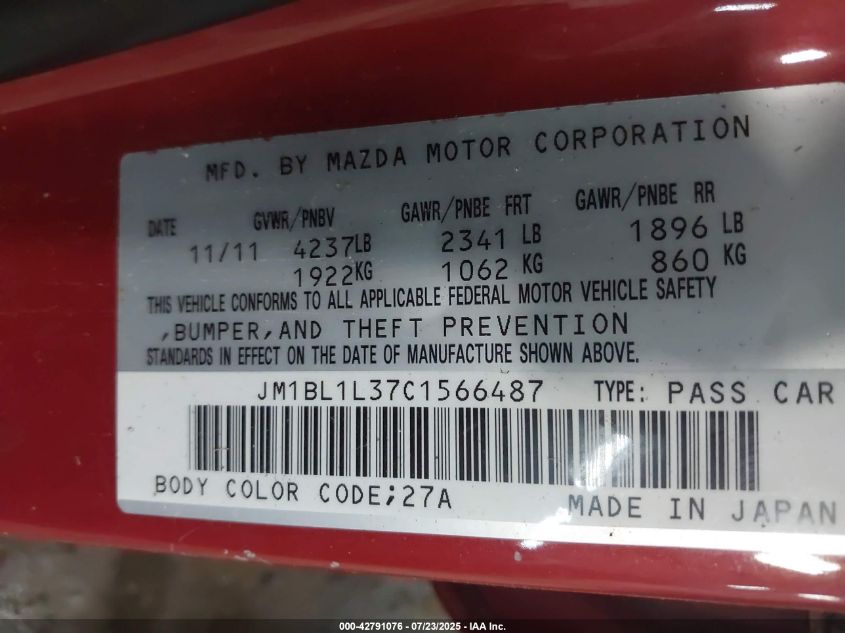 MFD. BY MAZDA MOTOR CORPORATION
DATE GVWR/PNBV GAWR/PNBE FRT GAWR/PNBE RR
11/11 4237LB 2341 LB 1896 LB
1922KG 1062 KG 860 KG
THIS VEHICLE CONFORMS TO ALL APPLICABLE FEDERAL MOTOR VEHICLE SAFETY
,BUMPER,AND THEFT PREVENTION
STANDARDS IN EFFECT ON THE DATE OF MANUFACTURE SHOWN ABOVE.
JM1BL1L37C1566487 TYPE: PASS CAR
BODY COLOR CODE;27A MADE IN JAPAN
000-42791076 - 07/23/2025 - IAA Inc.